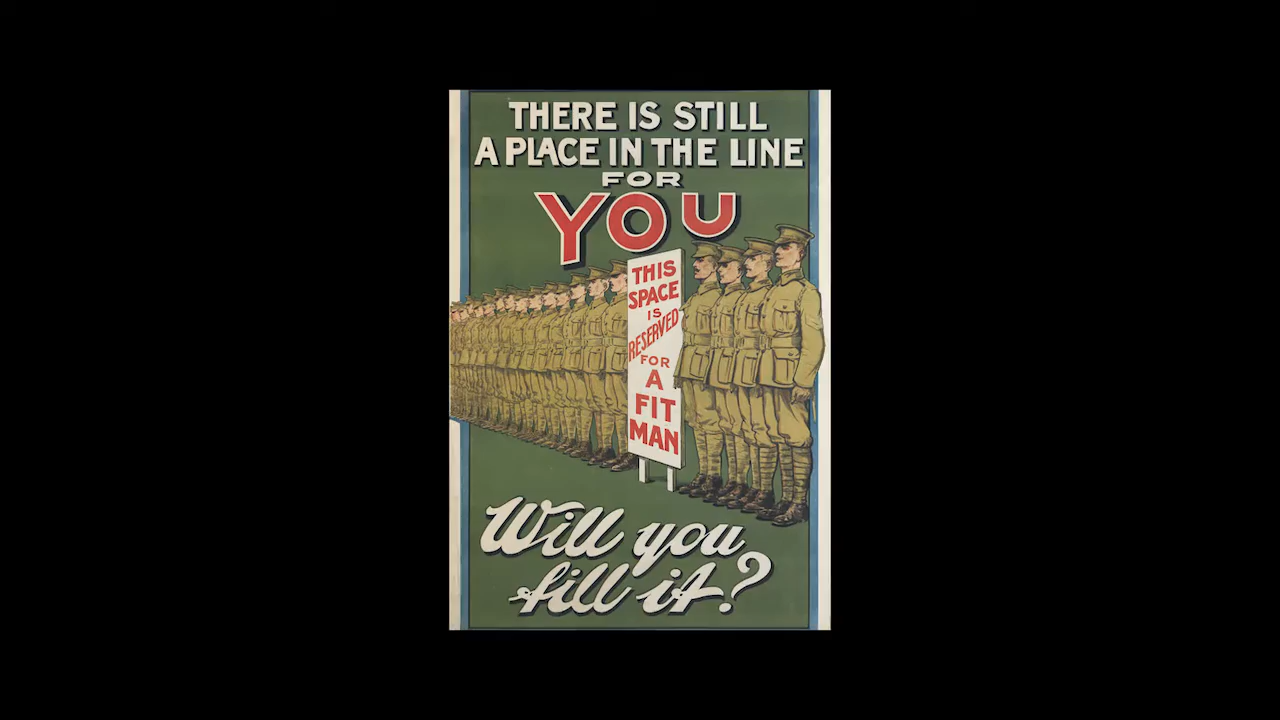 THERE IS STILL
A PLACE IN THE LINE
FOR
YOU
THIS
SPACE
IS
RESERVED
FOR
A
FIT
MAN
Will you
fill it?